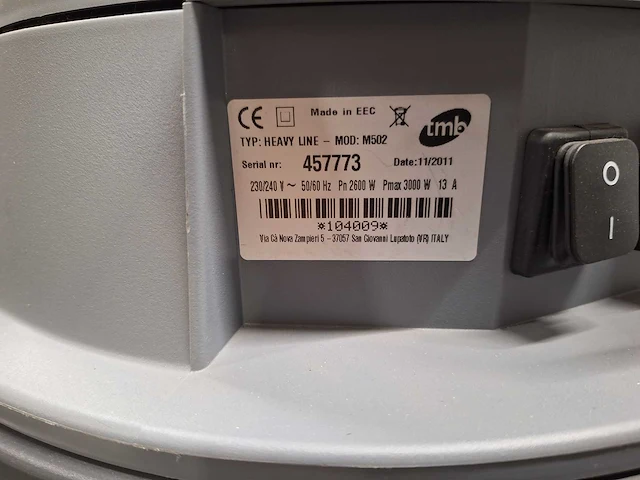 CE Made in EEC tmb
TYP: HEAVY LINE - MOD: M502
Serial nr: 457773 Date:11/2011
230/240 V ~ 50/60 Hz Pn 2600 W Pmax 3000 W 13 A
*104009*
Via Cà Nova Zampieri 5 -37057 San Giovanni Lupatoto (VR) ITALY
O
I